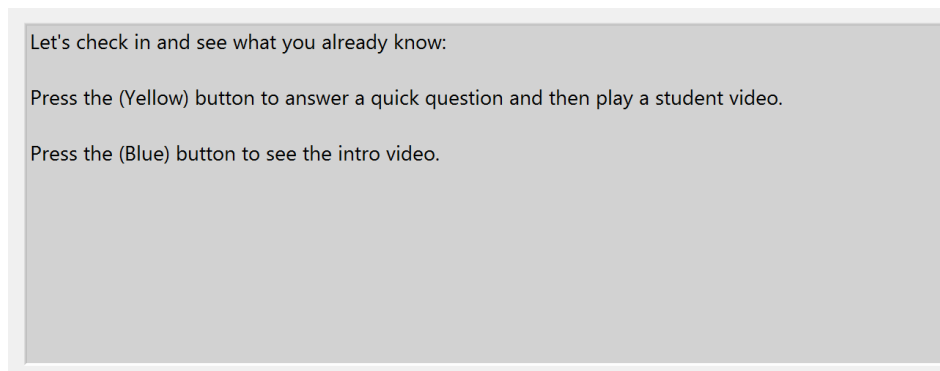 Let's check in and see what you already know:
Press the (Yellow) button to answer a quick question and then play a student video.
Press the (Blue) button to see the intro video.